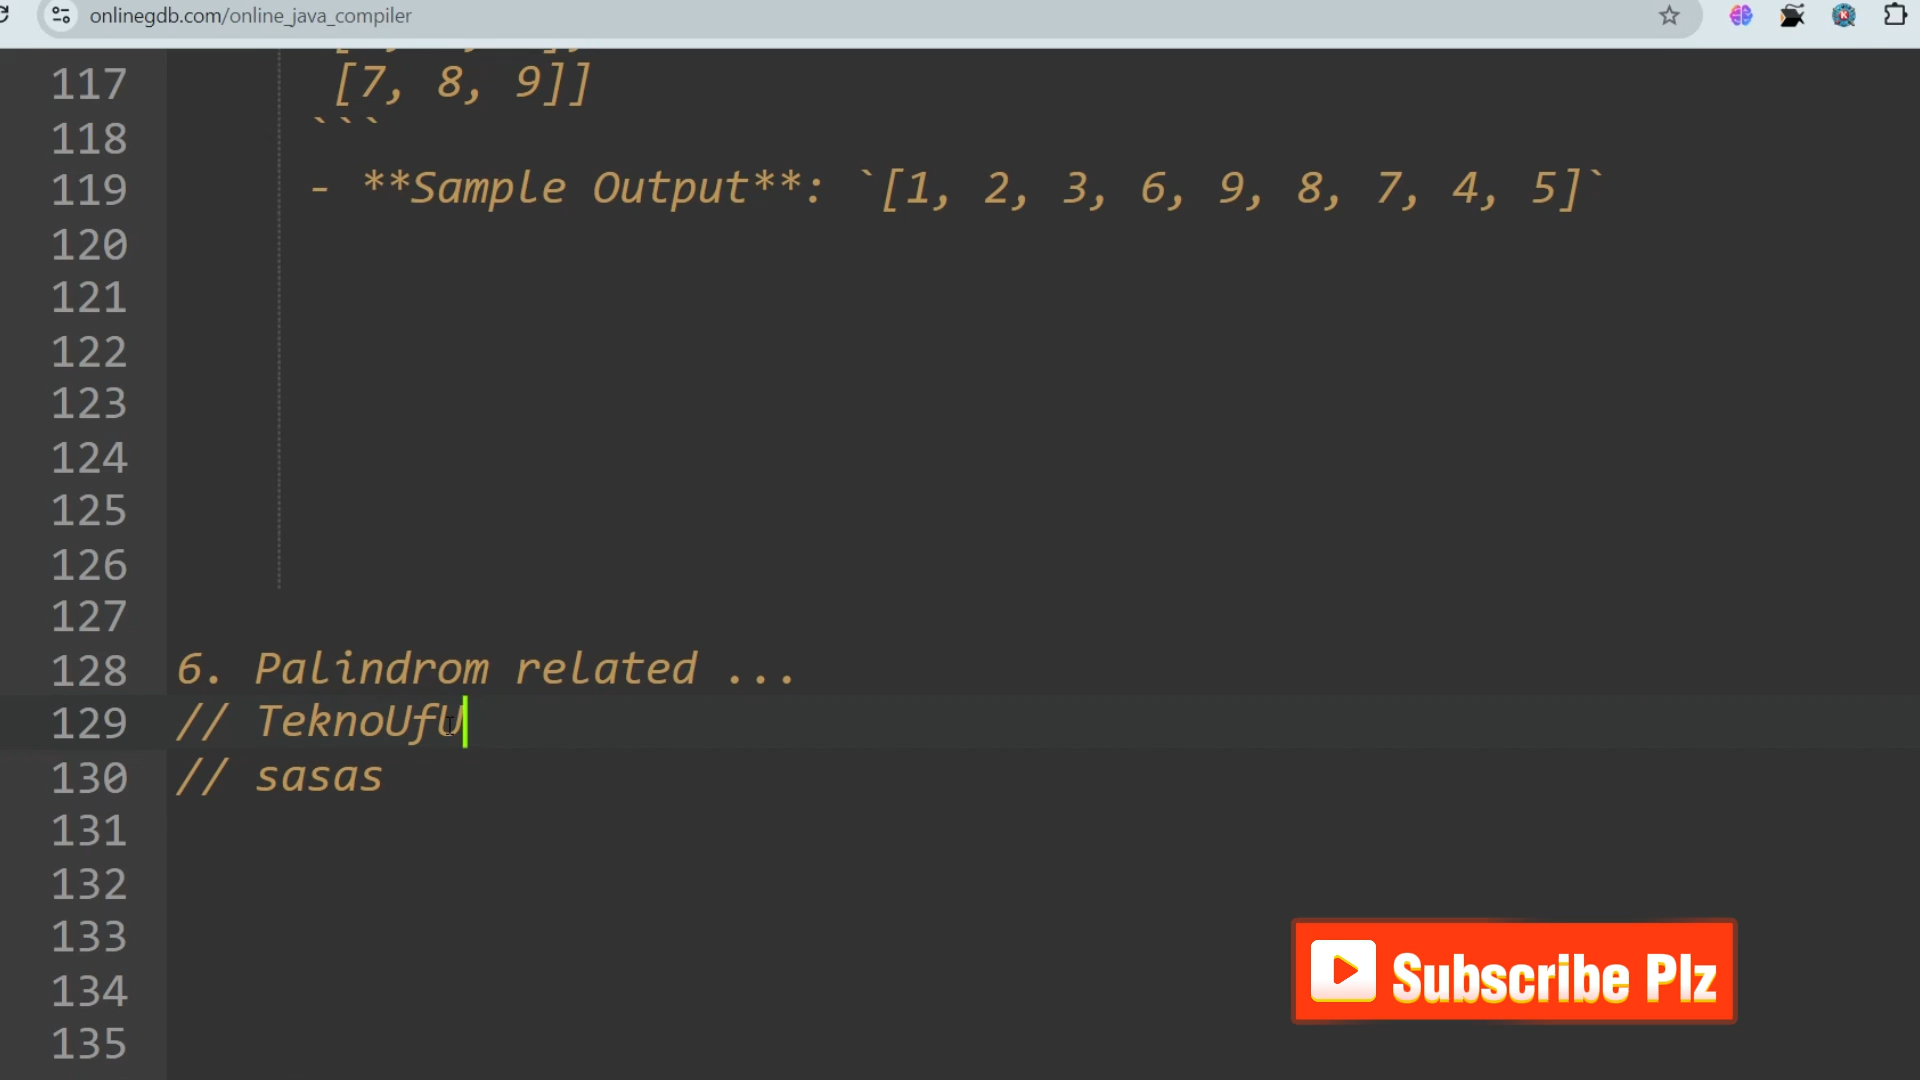 onlinegdb.com/online_java_compiler
117 [7, 8, 9]]
118 ```
119 - **Sample Output**: `[1, 2, 3, 6, 9, 8, 7, 4, 5]`
120
121
122
123
124
125
126
127
128 6. Palindrom related ...
129 // TeknoUfU
130 // sasas
131
132
133
134
135
Subscribe Plz